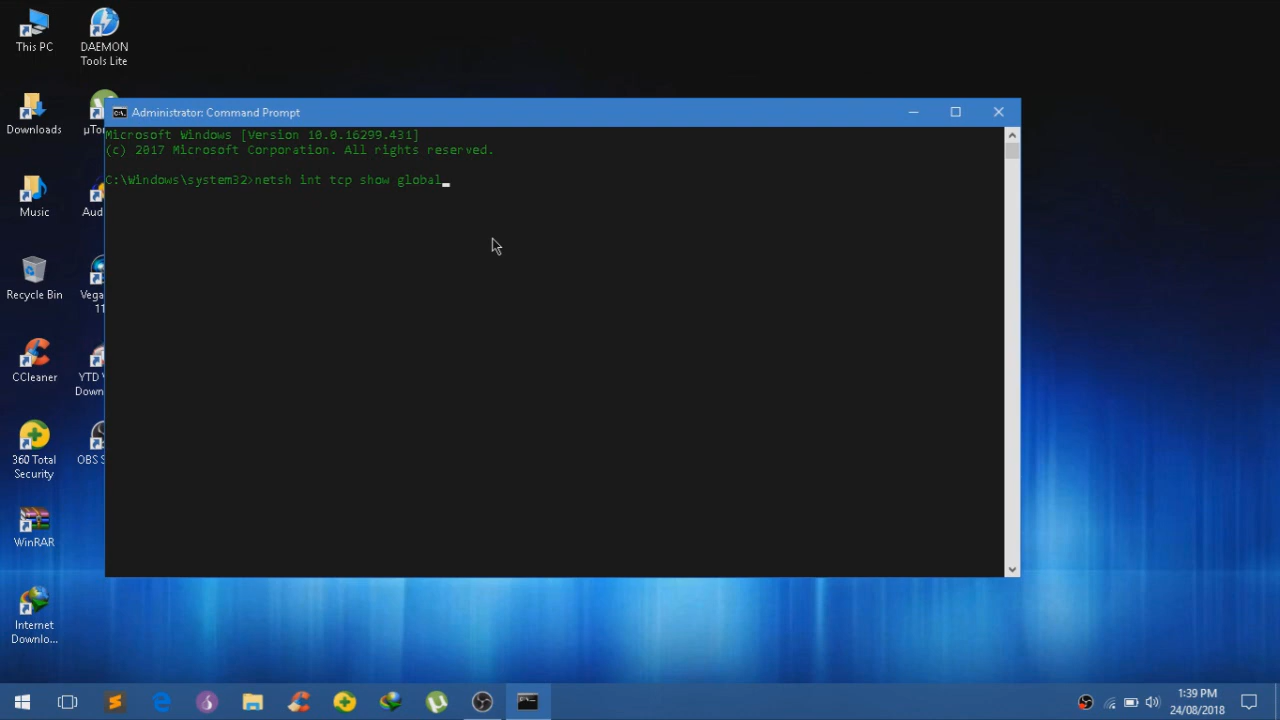 This PC
DAEMON
Tools Lite
Downloads
Music
Recycle Bin
CCleaner
360 Total
Security
WinRAR
Internet
Downlo...
µTo
Aud
Vega
11
YTD
Down
OBS S
Administrator: Command Prompt
Microsoft Windows [Version 10.0.16299.431]
(c) 2017 Microsoft Corporation. All rights reserved.
C:\Windows\system32>netsh int tcp show global
1:39 PM
24/08/2018